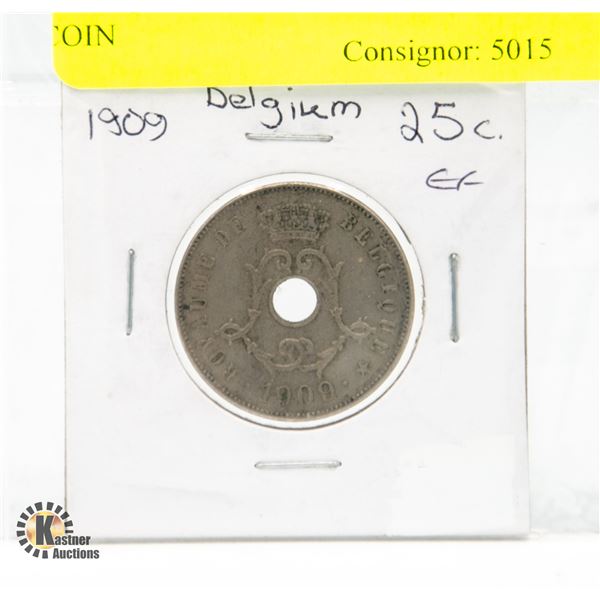 COIN
Consignor: 5015
1909 Belgium 25c.
EF
ROYAUME DE BELGIQUE
1909
Kastner
Auctions